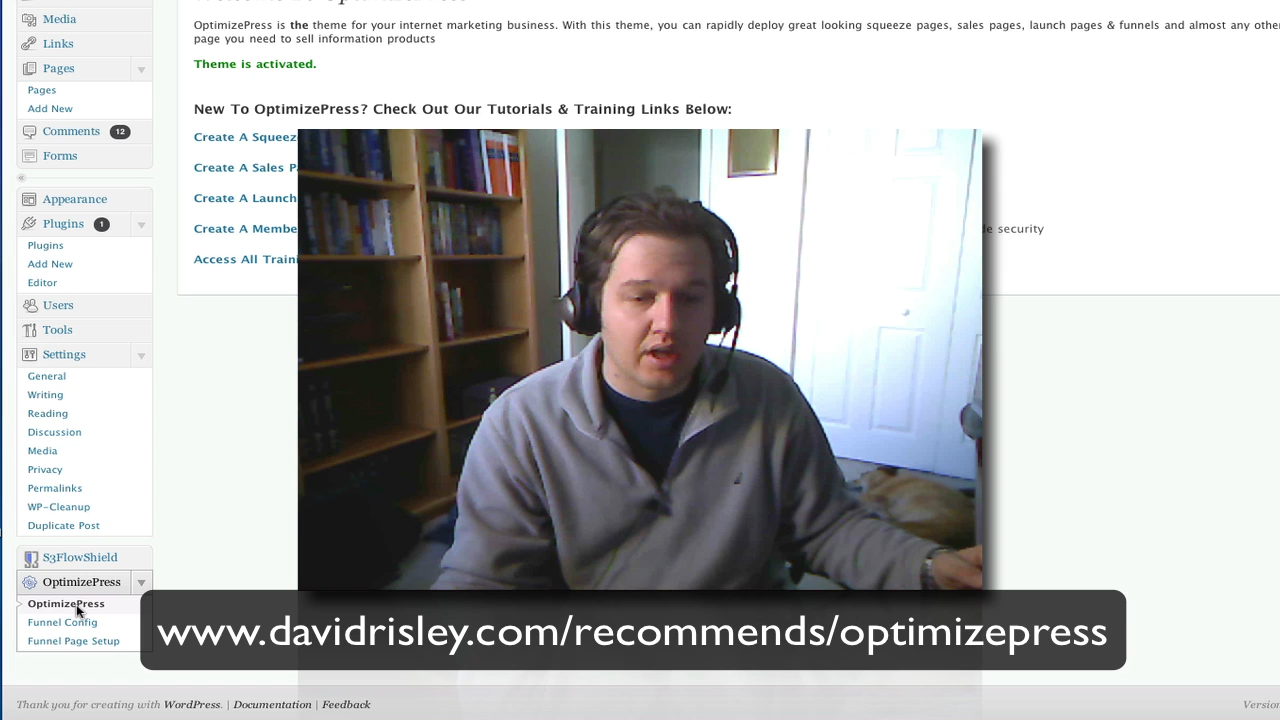 Media
Links
Pages
Pages
Add New
Comments 12
Forms
Appearance
Plugins 1
Plugins
Add New
Editor
Users
Tools
Settings
General
Writing
Reading
Discussion
Media
Privacy
Permalinks
WP-Cleanup
Duplicate Post
S3FlowShield
OptimizePress
OptimizePress
Funnel Config
Funnel Page Setup
OptimizePress is the theme for your internet marketing business. With this theme, you can rapidly deploy great looking squeeze pages, sales pages, launch pages & funnels and almost any other
page you need to sell information products
Theme is activated.
New To OptimizePress? Check Out Our Tutorials & Training Links Below:
Create A Squeez
Create A Sales P
Create A Launch
Create A Membe
security
Access All Traini
www.davidrisley.com/recommends/optimizepress
Thank you for creating with WordPress. | Documentation | Feedback
Version